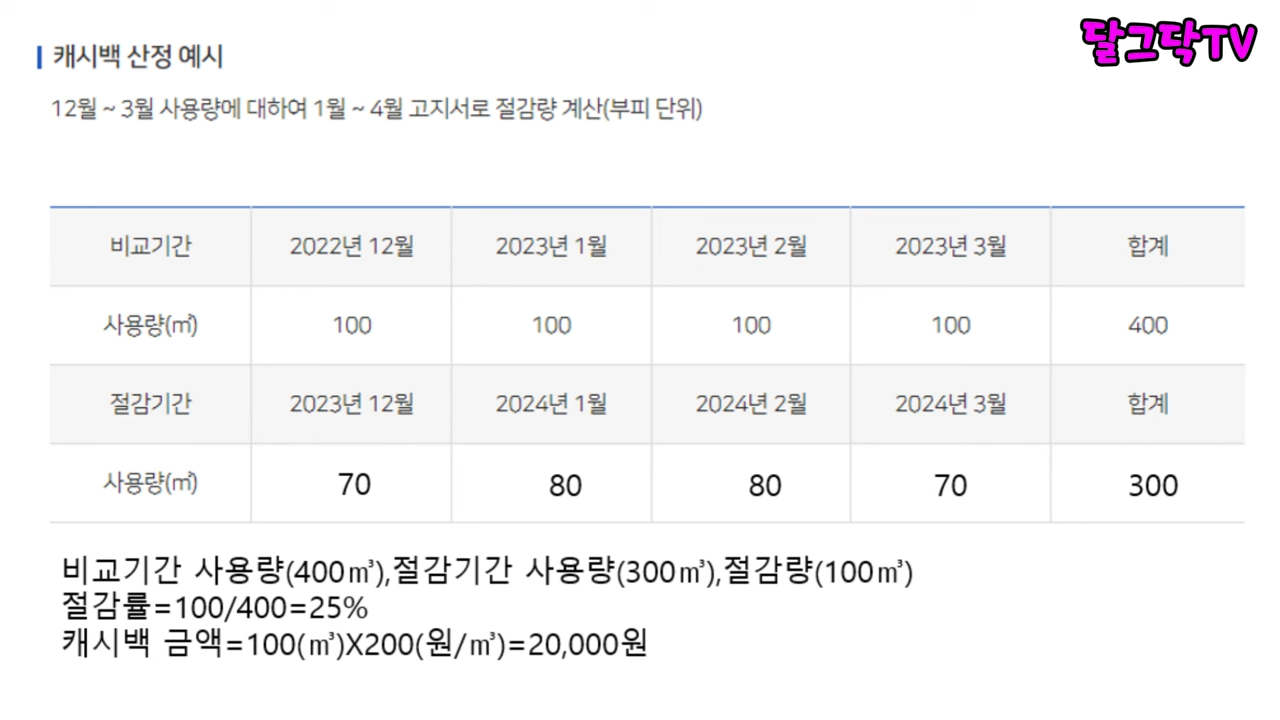 달그닥TV
캐시백 산정 예시
12월 ~ 3월 사용량에 대하여 1월 ~ 4월 고지서로 절감량 계산(부피 단위)
비교기간 2022년 12월 2023년 1월 2023년 2월 2023년 3월 합계
사용량(㎥) 100 100 100 100 400
절감기간 2023년 12월 2024년 1월 2024년 2월 2024년 3월 합계
사용량(㎥) 70 80 80 70 300
비교기간 사용량(400㎥),절감기간 사용량(300㎥),절감량(100㎥)
절감률=100/400=25%
캐시백 금액=100(㎥)X200(원/㎥)=20,000원